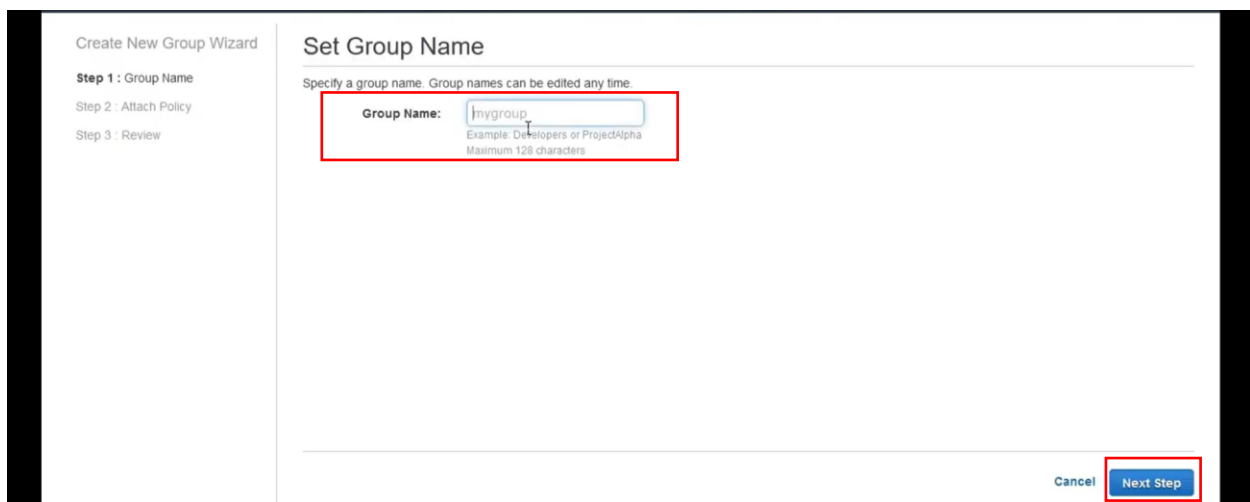 Create New Group Wizard
Step 1 : Group Name
Step 2 : Attach Policy
Step 3 : Review
Set Group Name
Specify a group name. Group names can be edited any time.
Group Name:
mygroup
Example: Developers or ProjectAlpha
Maximum 128 characters
Cancel
Next Step